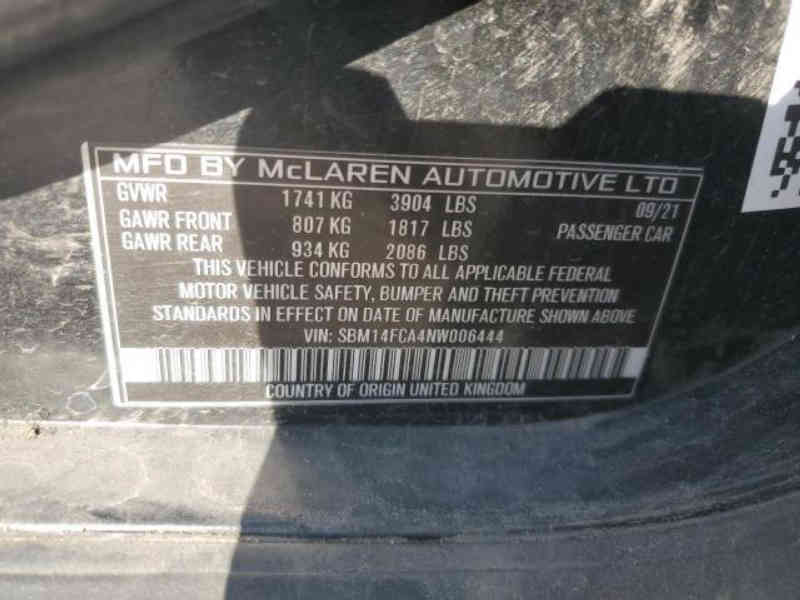 MFD BY McLAREN AUTOMOTIVE LTD
GVWR 1741 KG 3904 LBS 09/21
GAWR FRONT 807 KG 1817 LBS PASSENGER CAR
GAWR REAR 934 KG 2086 LBS
THIS VEHICLE CONFORMS TO ALL APPLICABLE FEDERAL
MOTOR VEHICLE SAFETY, BUMPER AND THEFT PREVENTION
STANDARDS IN EFFECT ON DATE OF MANUFACTURE SHOWN ABOVE
VIN: SBM14FCA4NW006444
COUNTRY OF ORIGIN UNITED KINGDOM